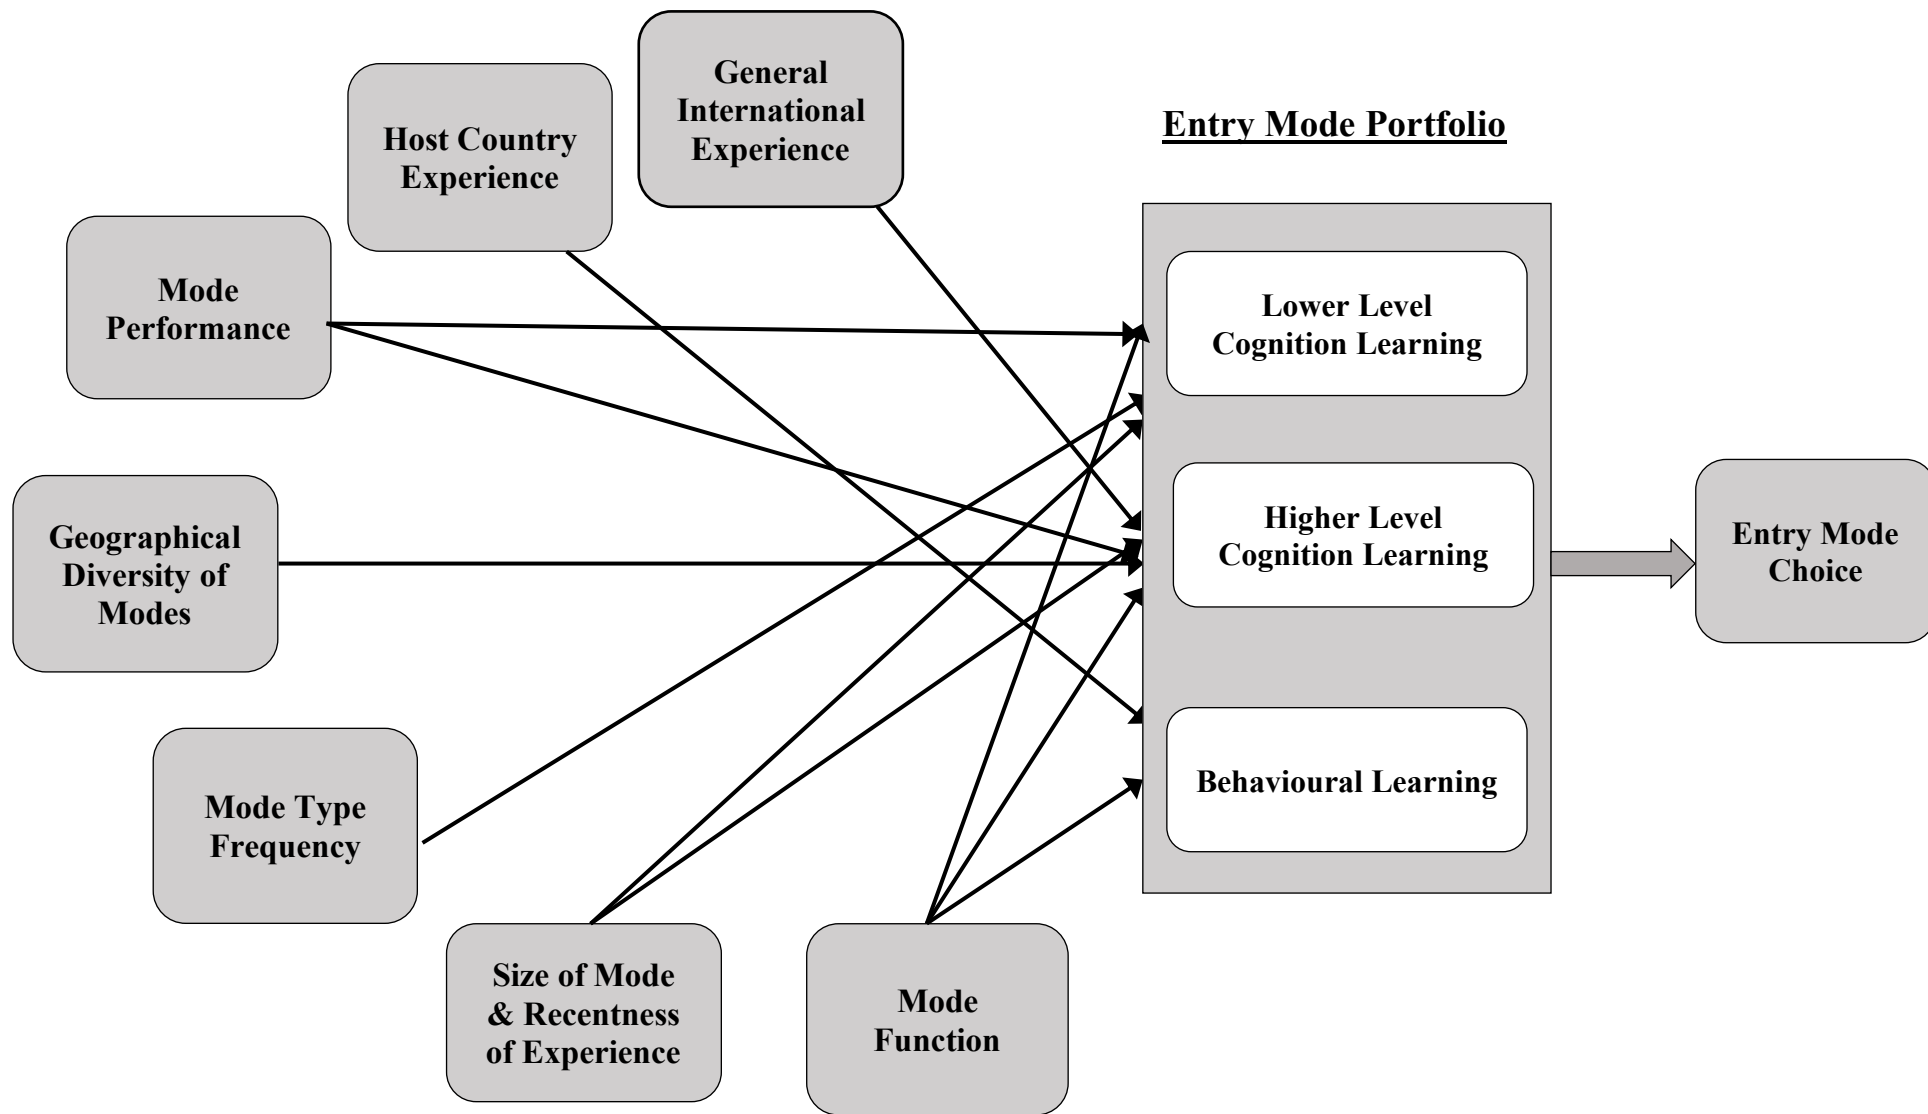 General
International
Experience
Host Country
Experience
Entry Mode Portfolio
Mode
Performance
Lower Level
Cognition Learning
Geographical
Diversity of
Modes
Higher Level
Cognition Learning
Entry Mode
Choice
Mode Type
Frequency
Behavioural Learning
Size of Mode
& Recentness
of Experience
Mode
Function